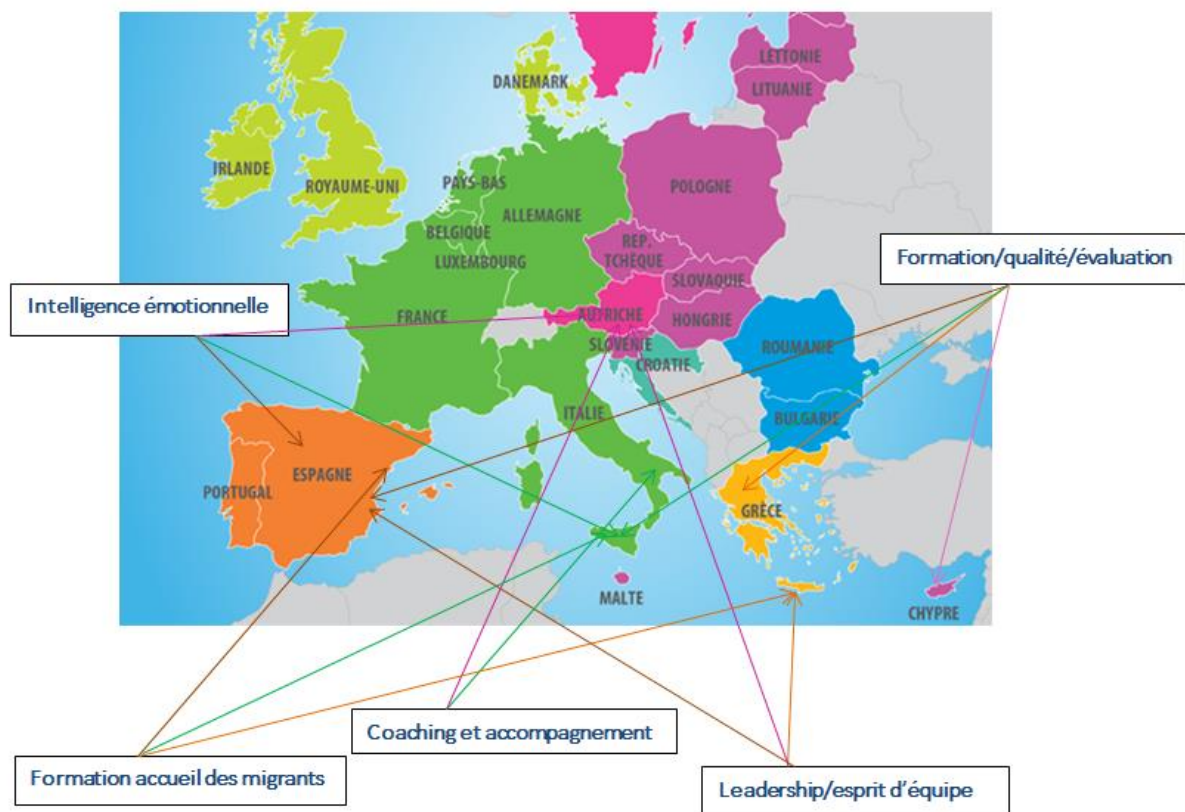 LETTONIE
LITUANIE
DANEMARK
IRLANDE
ROYAUME-UNI
PAYS-BAS
POLOGNE
ALLEMAGNE
BELGIQUE
REP.
TCHÈQUE
LUXEMBOURG
SLOVAQUIE
Formation/qualité/évaluation
Intelligence émotionnelle
FRANCE
AUTRICHE
HONGRIE
SLOVÉNIE
CROATIE
ROUMANIE
ITALIE
BULGARIE
ESPAGNE
PORTUGAL
GRÈCE
MALTE
CHYPRE
Coaching et accompagnement
Formation accueil des migrants
Leadership/esprit d'équipe